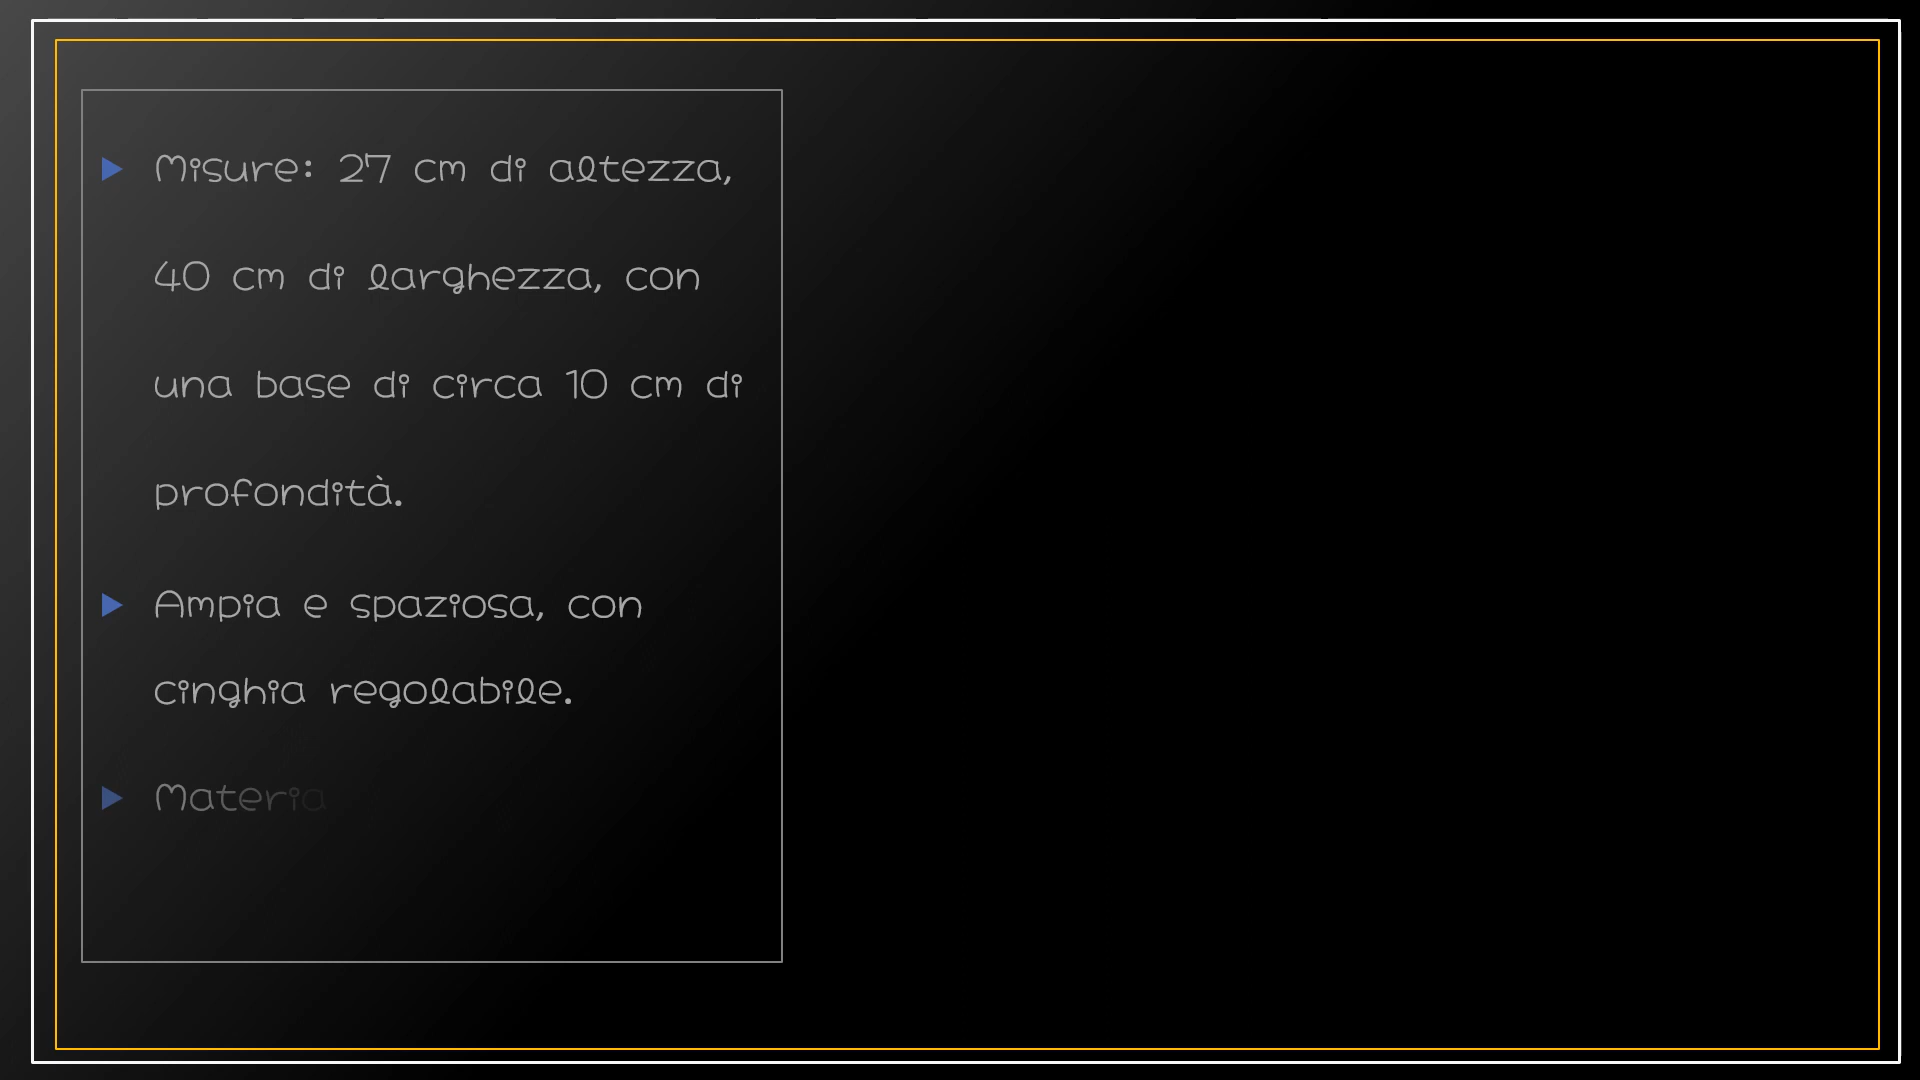 Misure: 27 cm di altezza,
40 cm di larghezza, con
una base di circa 10 cm di
profondità.
Ampia e spaziosa, con
cinghia regolabile.
Materia